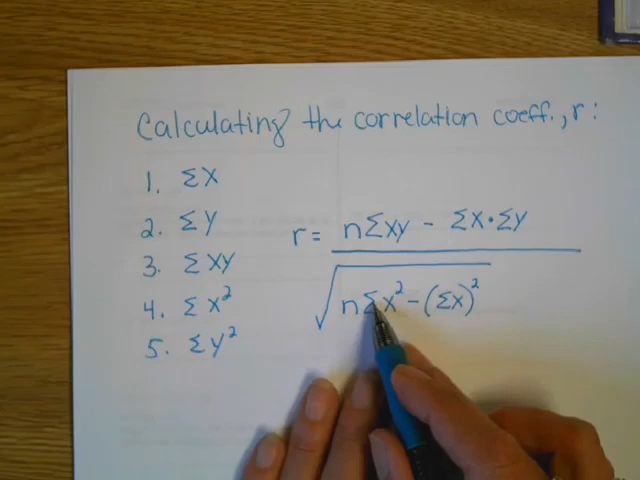 Calculating the correlation coeff., r:
1. Σx
2. Σy
3. Σxy
4. Σx²
5. Σy²
r = nΣxy - Σx·Σy
√nΣx² - (Σx)²